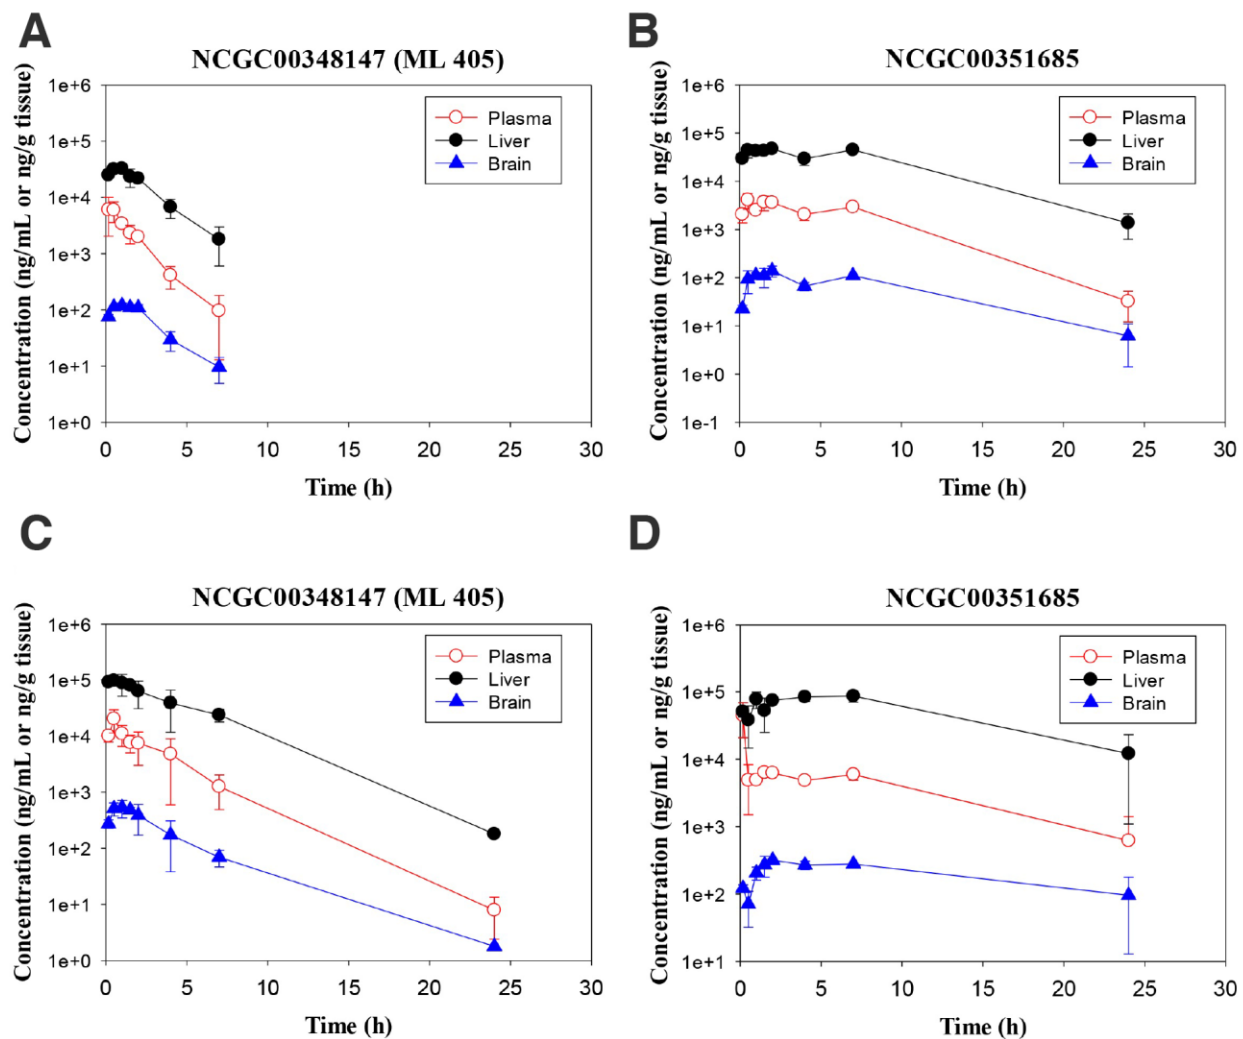 A
NCGC00348147 (ML 405)
Concentration (ng/mL or ng/g tissue)
1e+6
1e+5
1e+4
1e+3
1e+2
1e+1
1e+0
Plasma
Liver
Brain
0 5 10 15 20 25 30
Time (h)
B
NCGC00351685
Concentration (ng/mL or ng/g tissue)
1e+6
1e+5
1e+4
1e+3
1e+2
1e+1
1e+0
1e-1
Plasma
Liver
Brain
0 5 10 15 20 25 30
Time (h)
C
NCGC00348147 (ML 405)
Concentration (ng/mL or ng/g tissue)
1e+6
1e+5
1e+4
1e+3
1e+2
1e+1
1e+0
Plasma
Liver
Brain
0 5 10 15 20 25 30
Time (h)
D
NCGC00351685
Concentration (ng/mL or ng/g tissue)
1e+6
1e+5
1e+4
1e+3
1e+2
1e+1
Plasma
Liver
Brain
0 5 10 15 20 25 30
Time (h)